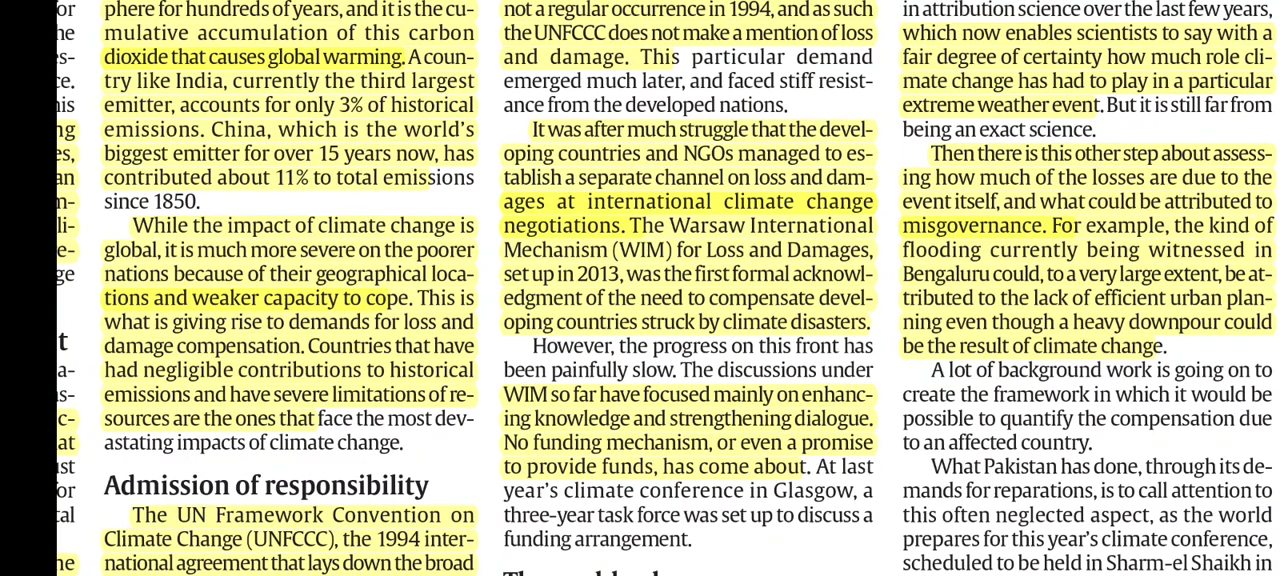 for
he
es-
ce.
his
ng
es,
an
m-
li-
e-
ge
t
a-
as-
c-
at
ust
for
tal
he
phere for hundreds of years, and it is the cu-
mulative accumulation of this carbon
dioxide that causes global warming. A coun-
try like India, currently the third largest
emitter, accounts for only 3% of historical
emissions. China, which is the world's
biggest emitter for over 15 years now, has
contributed about 11% to total emissions
since 1850.
While the impact of climate change is
global, it is much more severe on the poorer
nations because of their geographical loca-
tions and weaker capacity to cope. This is
what is giving rise to demands for loss and
damage compensation. Countries that have
had negligible contributions to historical
emissions and have severe limitations of re-
sources are the ones that face the most dev-
astating impacts of climate change.
Admission of responsibility
The UN Framework Convention on
Climate Change (UNFCCC), the 1994 inter-
national agreement that lays down the broad
not a regular occurrence in 1994, and as such
the UNFCCC does not make a mention of loss
and damage. This particular demand
emerged much later, and faced stiff resist-
ance from the developed nations.
It was after much struggle that the devel-
oping countries and NGOs managed to es-
tablish a separate channel on loss and dam-
ages at international climate change
negotiations. The Warsaw International
Mechanism (WIM) for Loss and Damages,
set up in 2013, was the first formal acknowl-
edgment of the need to compensate devel-
oping countries struck by climate disasters.
However, the progress on this front has
been painfully slow. The discussions under
WIM so far have focused mainly on enhanc-
ing knowledge and strengthening dialogue.
No funding mechanism, or even a promise
to provide funds, has come about. At last
year's climate conference in Glasgow, a
three-year task force was set up to discuss a
funding arrangement.
in attribution science over the last few years,
which now enables scientists to say with a
fair degree of certainty how much role cli-
mate change has had to play in a particular
extreme weather event. But it is still far from
being an exact science.
Then there is this other step about assess-
ing how much of the losses are due to the
event itself, and what could be attributed to
misgovernance. For example, the kind of
flooding currently being witnessed in
Bengaluru could, to a very large extent, be at-
tributed to the lack of efficient urban plan-
ning even though a heavy downpour could
be the result of climate change.
A lot of background work is going on to
create the framework in which it would be
possible to quantify the compensation due
to an affected country.
What Pakistan has done, through its de-
mands for reparations, is to call attention to
this often neglected aspect, as the world
prepares for this year's climate conference,
scheduled to be held in Sharm-el Shaikh in